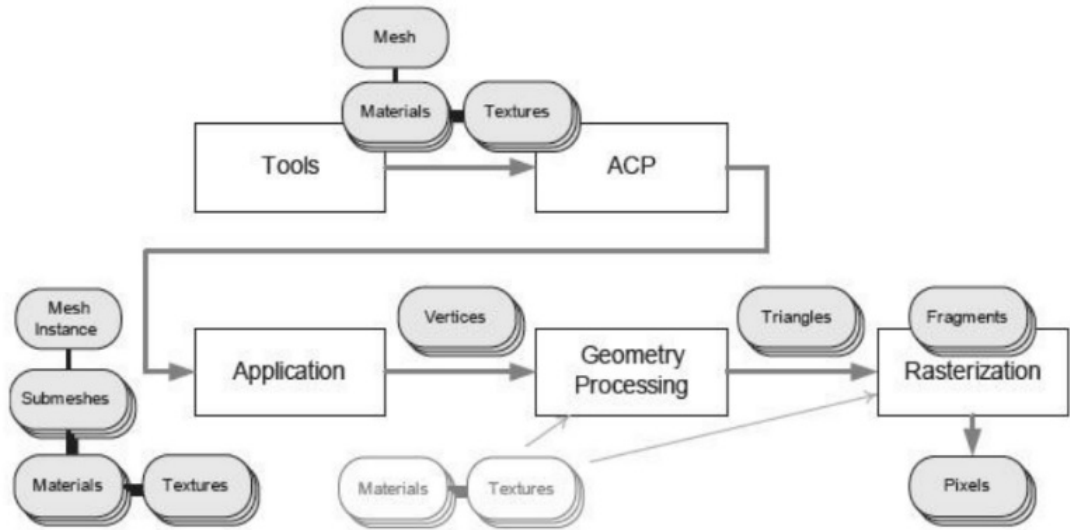 Mesh
Materials
Textures
Tools
ACP
Mesh
Instance
Vertices
Triangles
Fragments
Application
Geometry
Processing
Rasterization
Submeshes
Materials
Textures
Materials
Textures
Pixels